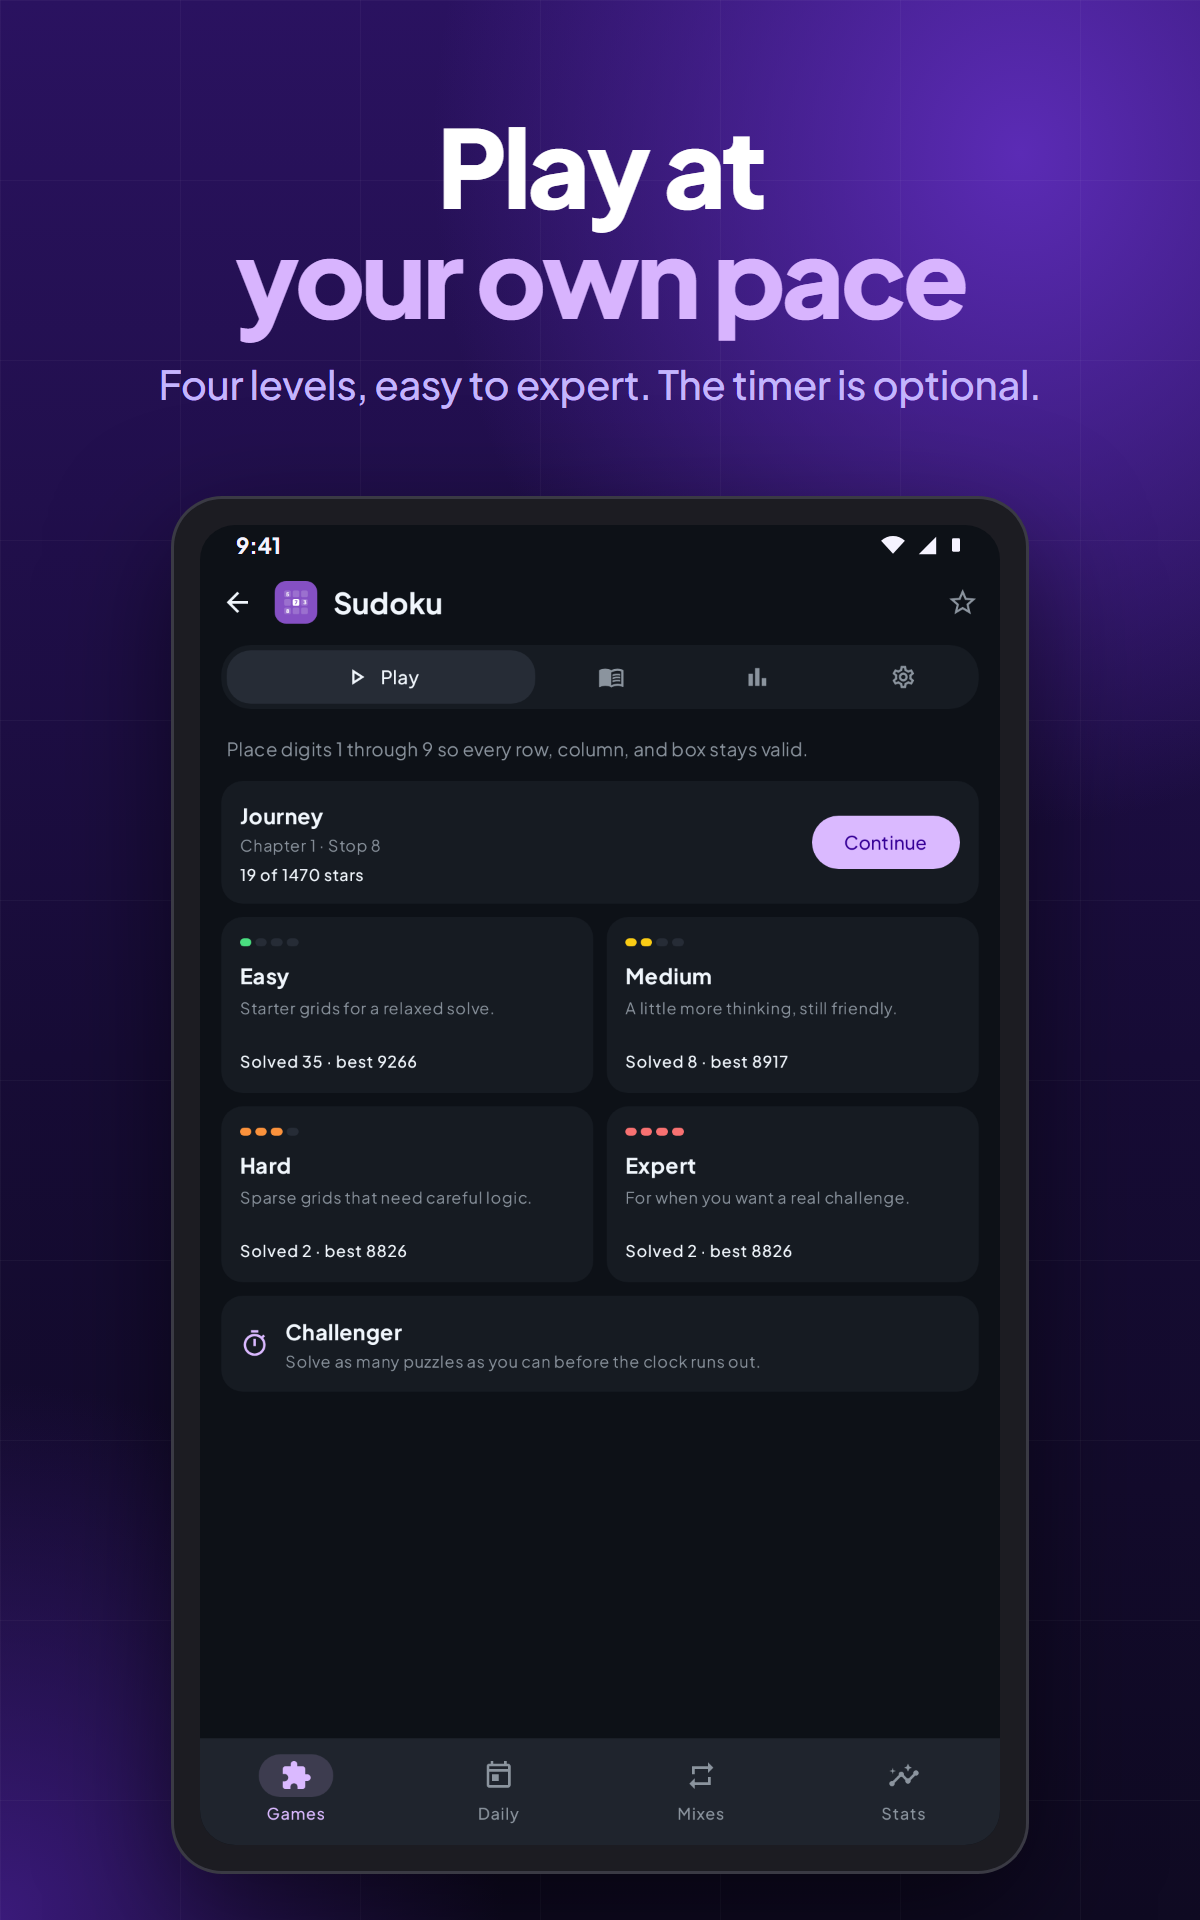 Play at
your own pace
Four levels, easy to expert. The timer is optional.
9:41
Sudoku
Play
Place digits 1 through 9 so every row, column, and box stays valid.
Journey
Chapter 1 · Stop 8
19 of 1470 stars
Continue
Easy
Starter grids for a relaxed solve.
Solved 35 · best 9266
Medium
A little more thinking, still friendly.
Solved 8 · best 8917
Hard
Sparse grids that need careful logic.
Solved 2 · best 8826
Expert
For when you want a real challenge.
Solved 2 · best 8826
Challenger
Solve as many puzzles as you can before the clock runs out.
Games
Daily
Mixes
Stats